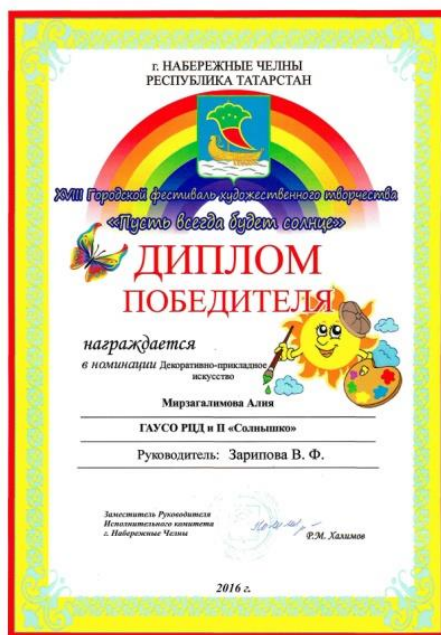 г. НАБЕРЕЖНЫЕ ЧЕЛНЫ
РЕСПУБЛИКА ТАТАРСТАН
XVIII Городской фестиваль художественного творчества
«Пусть всегда будет солнце»
ДИПЛОМ
ПОБЕДИТЕЛЯ
награждается
в номинации Декоративно-прикладное
искусство
Мирзагалимова Алия
ГАУСО РЦД и П «Солнышко»
Руководитель: Зарипова В. Ф.
Заместитель Руководителя
Исполнительного комитета
г. Набережные Челны
Р.М. Халимов
2016 г.